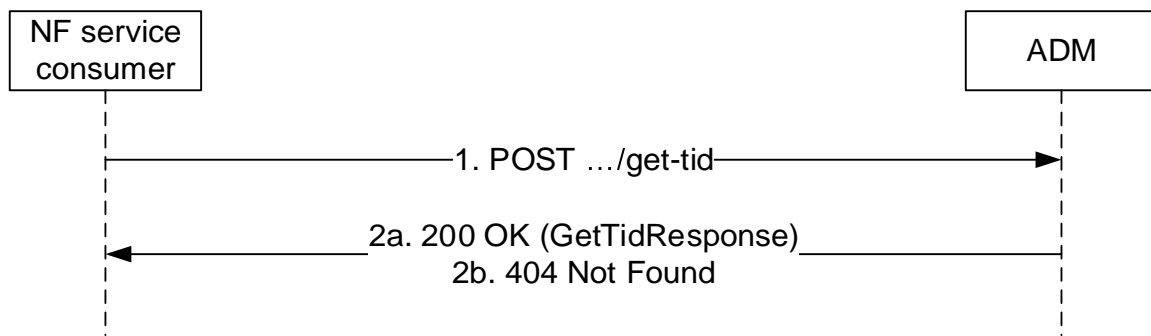 NF service
consumer
ADM
1. POST …/get-tid
2a. 200 OK (GetTidResponse)
2b. 404 Not Found